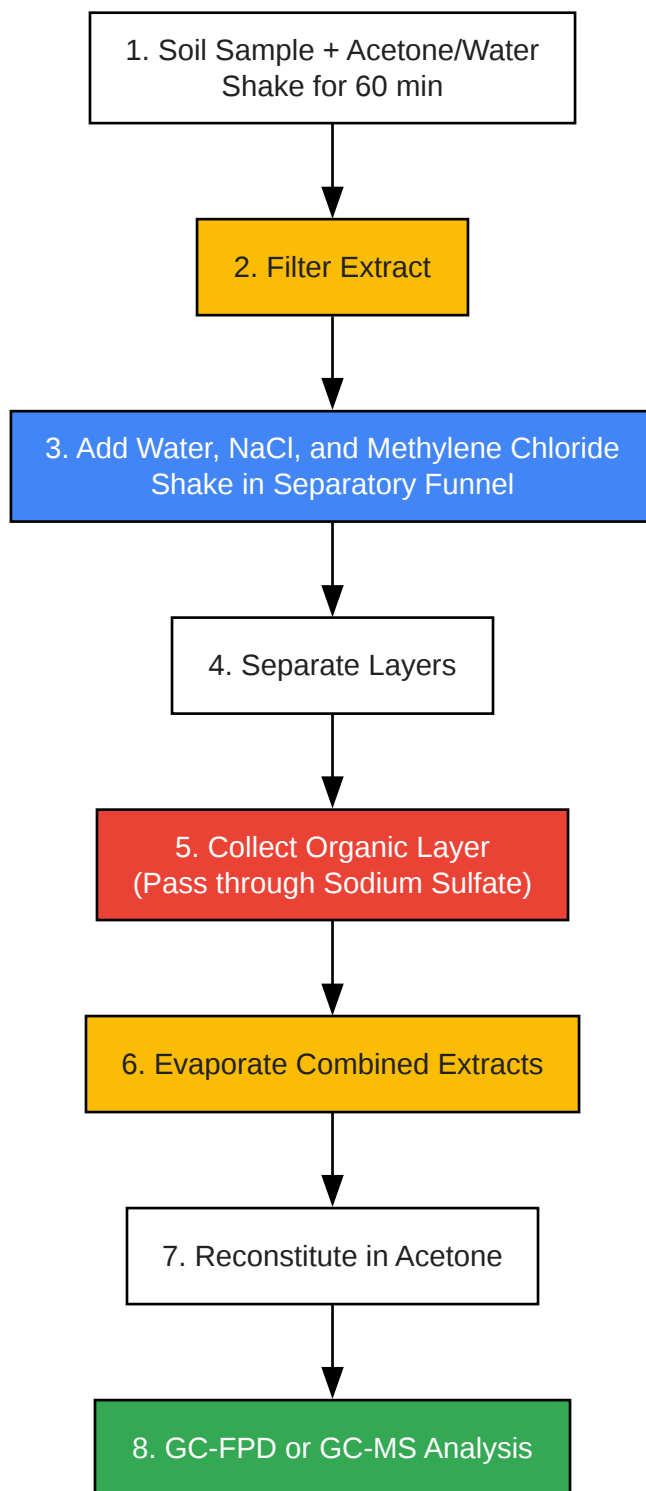 1. Soil Sample + Acetone/Water
Shake for 60 min
2. Filter Extract
3. Add Water, NaCl, and Methylene Chloride
Shake in Separatory Funnel
4. Separate Layers
5. Collect Organic Layer
(Pass through Sodium Sulfate)
6. Evaporate Combined Extracts
7. Reconstitute in Acetone
8. GC-FPD or GC-MS Analysis